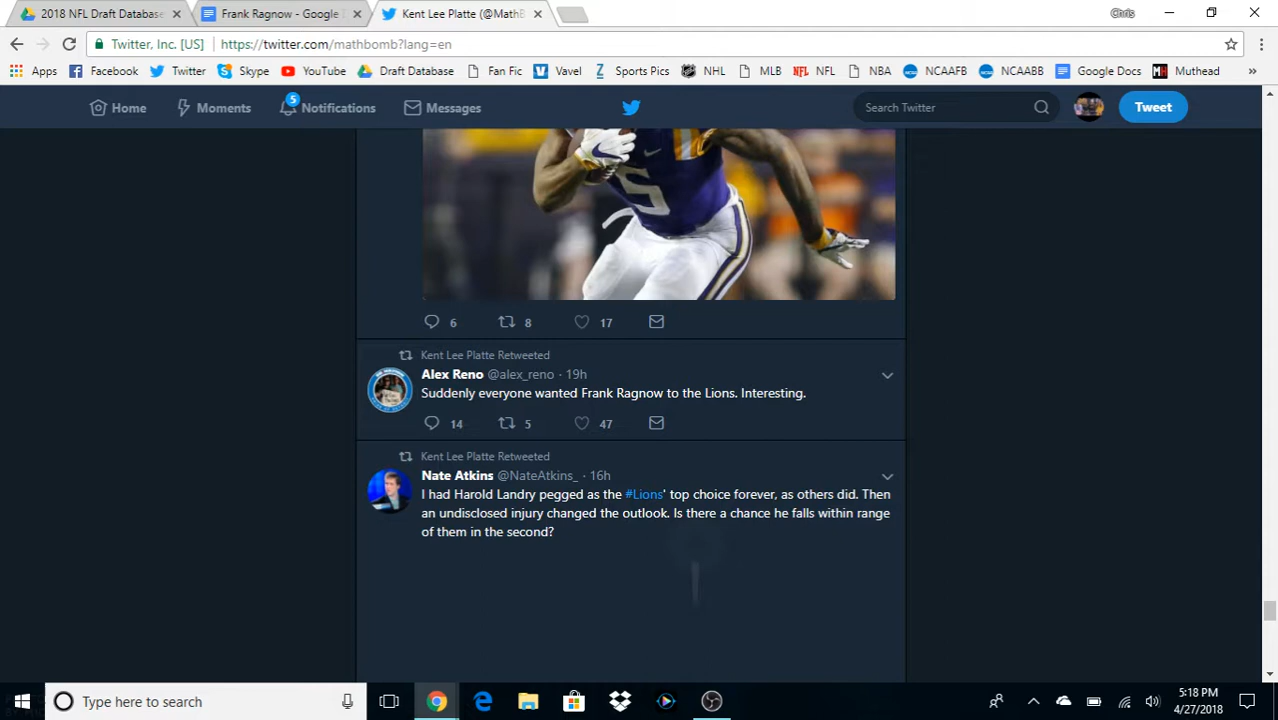 2018 NFL Draft Database
Frank Ragnow - Google
Kent Lee Platte (@MathB
Chris
Twitter, Inc. [US]
https://twitter.com/mathbomb?lang=en
Apps
Facebook
Twitter
Skype
YouTube
Draft Database
Fan Fic
Vavel
Sports Pics
NHL
MLB
NFL
NBA
NCAAFB
NCAABB
Google Docs
Muthead
Home
Moments
5
Notifications
Messages
Search Twitter
Tweet
5
6
8
17
Kent Lee Platte Retweeted
Alex Reno @alex_reno · 19h
Suddenly everyone wanted Frank Ragnow to the Lions. Interesting.
14
5
47
Kent Lee Platte Retweeted
Nate Atkins @NateAtkins_ · 16h
I had Harold Landry pegged as the #Lions' top choice forever, as others did. Then
an undisclosed injury changed the outlook. Is there a chance he falls within range
of them in the second?
Type here to search
5:18 PM
4/27/2018